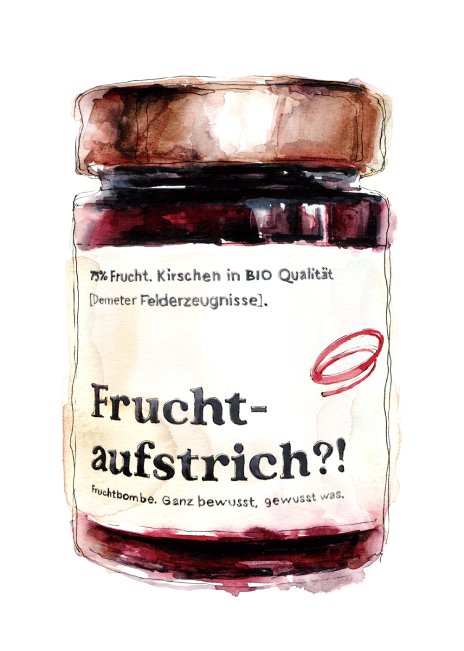 75% Frucht. Kirschen in BIO Qualität
[Demeter Felderzeugnisse].
Frucht-
aufstrich?!
Fruchtbombe. Ganz bewusst, gewusst was.